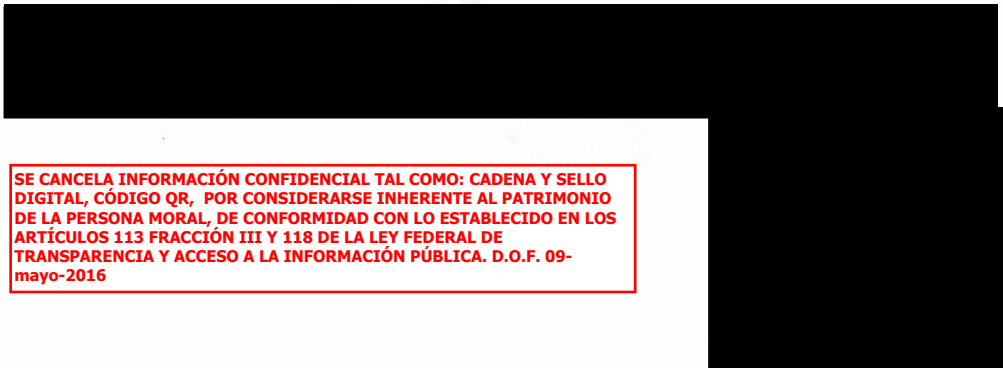 SE CANCELA INFORMACIÓN CONFIDENCIAL TAL COMO: CADENA Y SELLO
DIGITAL, CÓDIGO QR, POR CONSIDERARSE INHERENTE AL PATRIMONIO
DE LA PERSONA MORAL, DE CONFORMIDAD CON LO ESTABLECIDO EN LOS
ARTÍCULOS 113 FRACCIÓN III Y 118 DE LA LEY FEDERAL DE
TRANSPARENCIA Y ACCESO A LA INFORMACIÓN PÚBLICA. D.O.F. 09-
mayo-2016